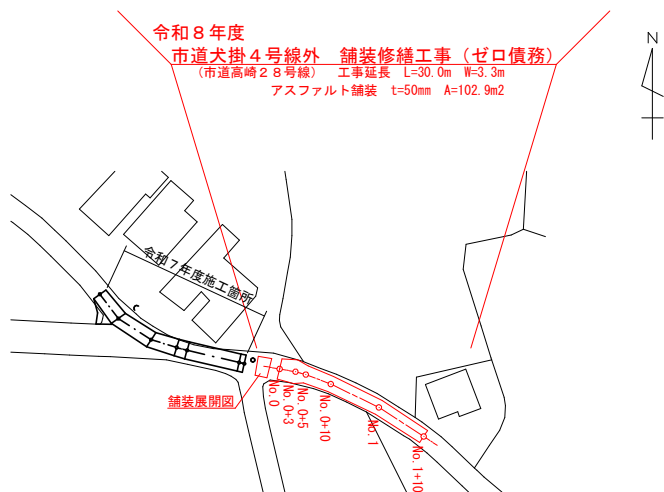 令和８年度
市道犬掛４号線外　舗装修繕工事（ゼロ債務）
（市道高崎２８号線）　工事延長　L=30.0m　W=3.3m
アスファルト舗装　t=50mm　A=102.9m2
N
令和７年度施工箇所
舗装展開図
No.0
No.0+3
No.0+5
No.0+10
No.1
No.1+10